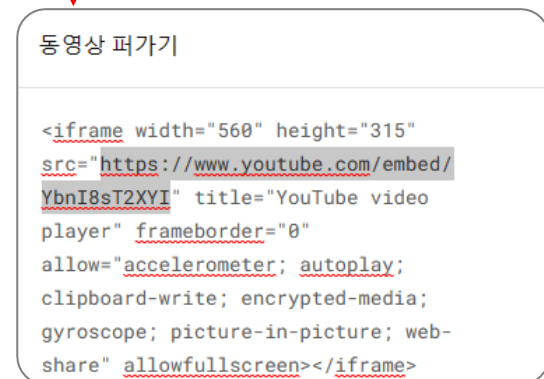 동영상 퍼가기
<iframe width="560" height="315"
src="https://www.youtube.com/embed/
YbnI8sT2XYI" title="YouTube video
player" frameborder="0"
allow="accelerometer; autoplay;
clipboard-write; encrypted-media;
gyroscope; picture-in-picture; web-
share" allowfullscreen></iframe>